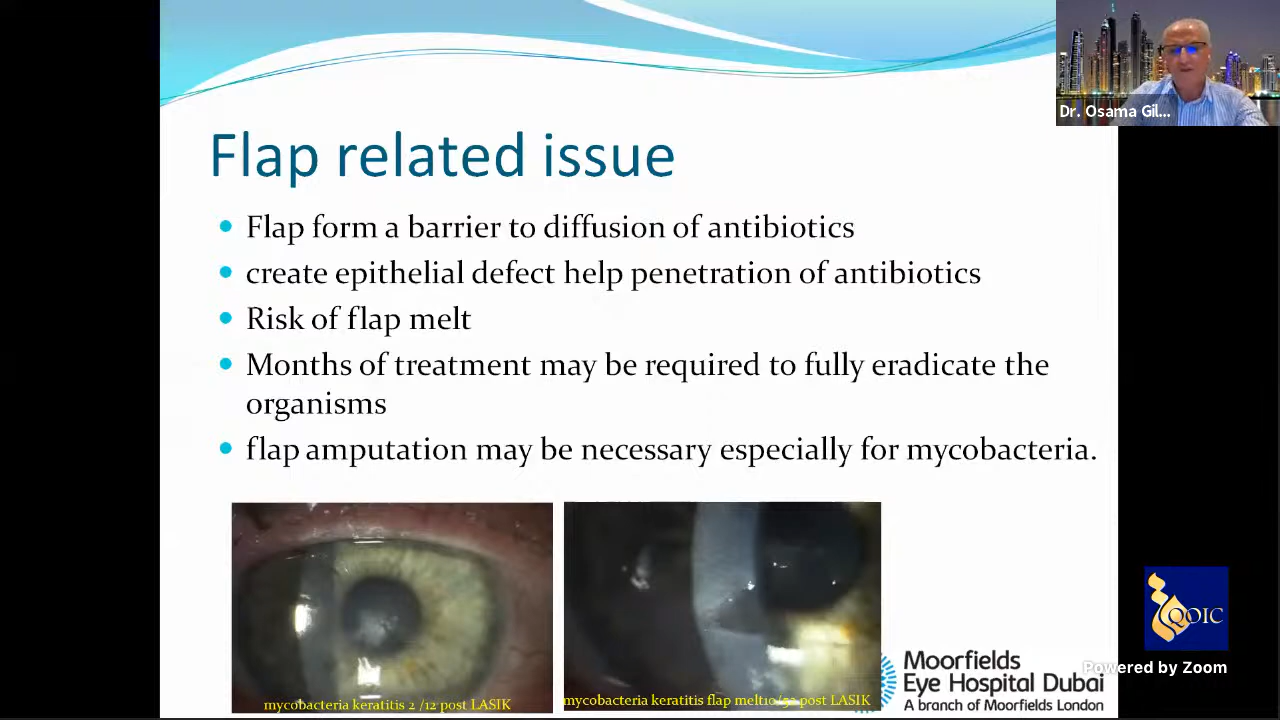 Dr. Osama Gil...
Flap related issue
Flap form a barrier to diffusion of antibiotics
create epithelial defect help penetration of antibiotics
Risk of flap melt
Months of treatment may be required to fully eradicate the
organisms
flap amputation may be necessary especially for mycobacteria.
mycobacteria keratitis 2 /12 post LASIK
mycobacteria keratitis flap melt10/52 post LASIK
Moorfields
Eye Hospital Dubai
A branch of Moorfields London
QOIC
Powered by Zoom